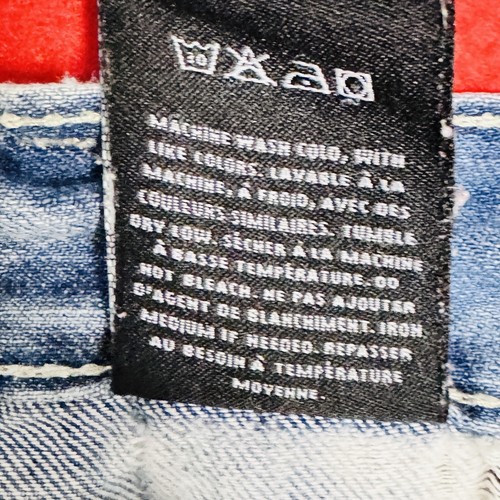 30
MACHINE WASH COLD, WITH
LIKE COLORS. LAVABLE À LA
MACHINE, À FROID, AVEC DES
COULEURS SIMILAIRES. TUMBLE
DRY LOW. SÉCHER À LA MACHINE
À BASSE TEMPÉRATURE. DO
NOT BLEACH. NE PAS AJOUTER
D'AGENT DE BLANCHIMENT. IRON
MEDIUM IF NEEDED. REPASSER
AU BESOIN À TEMPÉRATURE
MOYENNE.